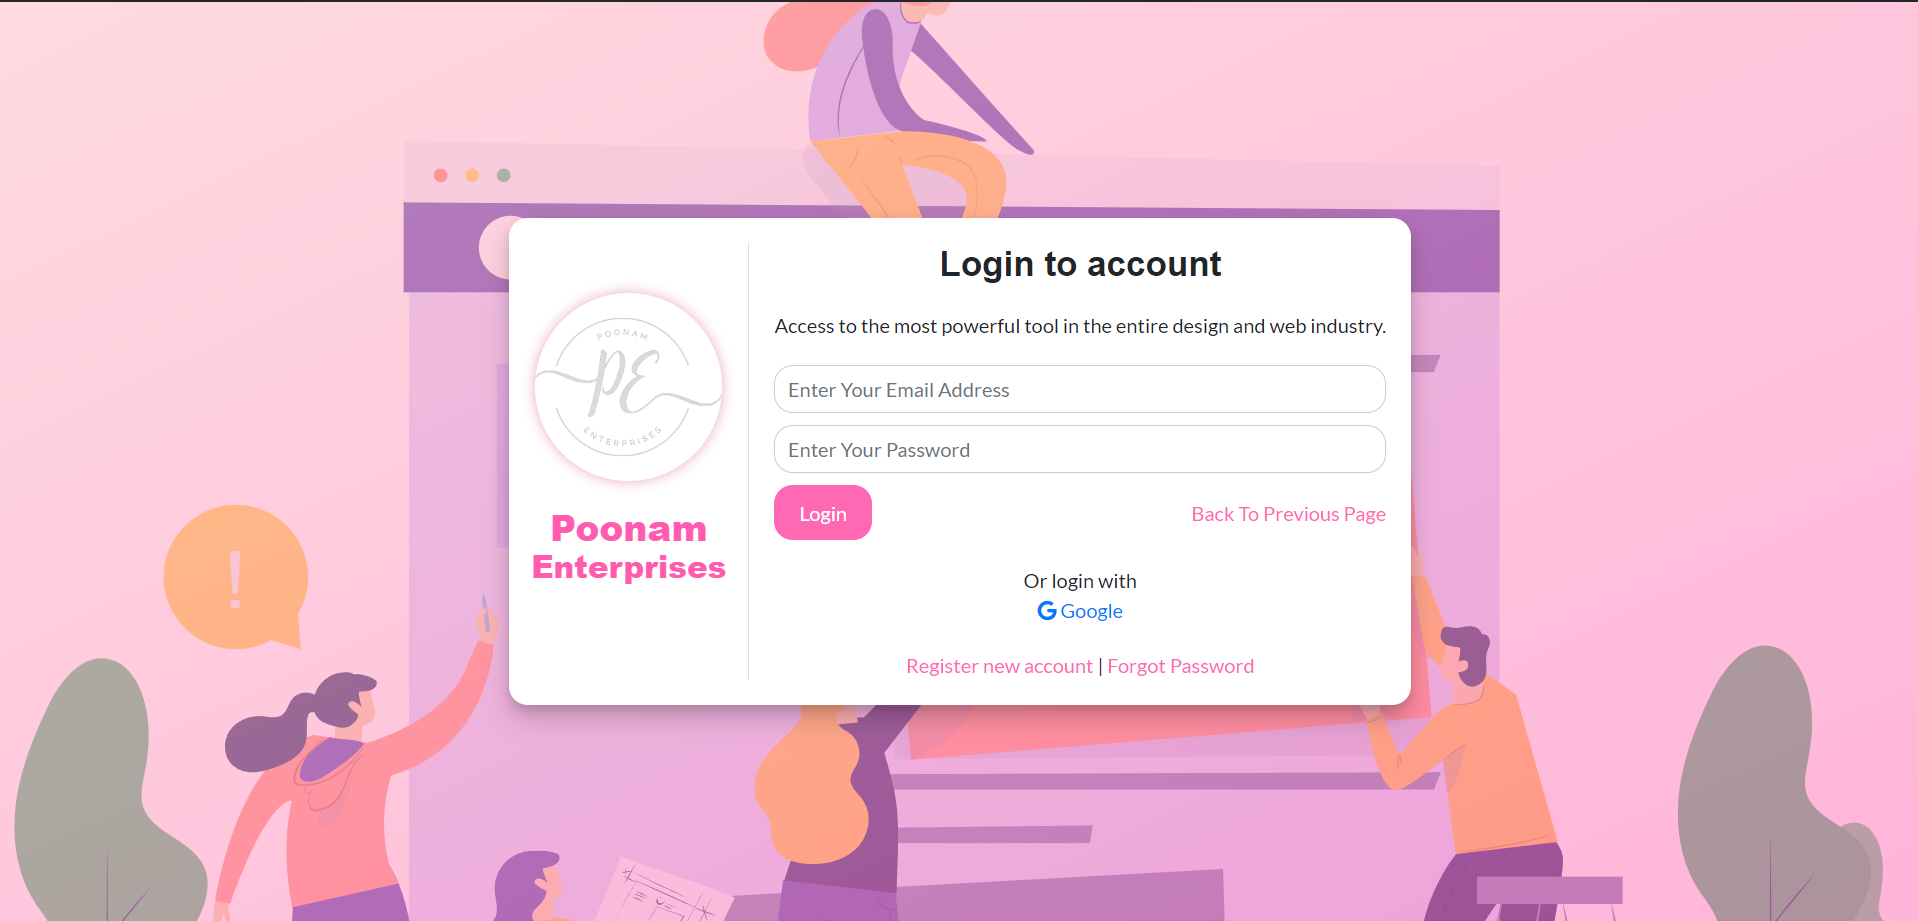 POONAM
PE
ENTERPRISES
Poonam
Enterprises
Login to account
Access to the most powerful tool in the entire design and web industry.
Enter Your Email Address
Enter Your Password
Login
Back To Previous Page
Or login with
Google
Register new account | Forgot Password
!